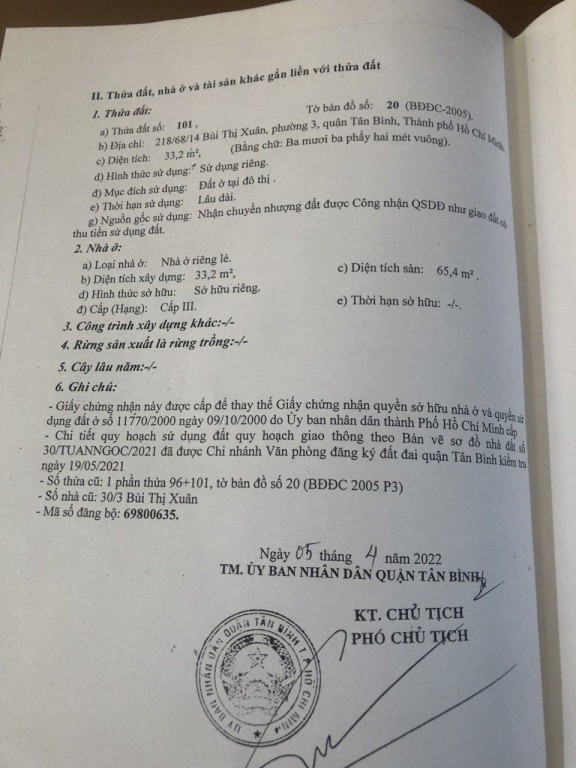 II. Thửa đất, nhà ở và tài sản khác gắn liền với thửa đất
1. Thửa đất:
a) Thửa đất số: 101, Tờ bản đồ số: 20 (BĐĐC-2005).
b) Địa chỉ: 218/68/14 Bùi Thị Xuân, phường 3, quận Tân Bình, Thành phố Hồ Chí Minh.
c) Diện tích: 33,2 m², (Bằng chữ: Ba mươi ba phẩy hai mét vuông).
d) Hình thức sử dụng: Sử dụng riêng.
đ) Mục đích sử dụng: Đất ở tại đô thị.
e) Thời hạn sử dụng: Lâu dài.
g) Nguồn gốc sử dụng: Nhận chuyển nhượng đất được Công nhận QSDĐ như giao đất có
thu tiền sử dụng đất.
2. Nhà ở:
a) Loại nhà ở: Nhà ở riêng lẻ.
b) Diện tích xây dựng: 33,2 m², c) Diện tích sàn: 65,4 m².
d) Hình thức sở hữu: Sở hữu riêng.
đ) Cấp (Hạng): Cấp III. e) Thời hạn sở hữu: -/-.
3. Công trình xây dựng khác:-/-
4. Rừng sản xuất là rừng trồng:-/-
5. Cây lâu năm:-/-
6. Ghi chú:
- Giấy chứng nhận này được cấp để thay thế Giấy chứng nhận quyền sở hữu nhà ở và quyền sử
dụng đất ở số 11770/2000 ngày 09/10/2000 do Ủy ban nhân dân thành phố Hồ Chí Minh cấp
- Chi tiết quy hoạch sử dụng đất quy hoạch giao thông theo Bản vẽ sơ đồ nhà đất số
30/TUANNGOC/2021 đã được Chi nhánh Văn phòng đăng ký đất đai quận Tân Bình kiểm tra
ngày 19/05/2021
- Số thửa cũ: 1 phần thửa 96+101, tờ bản đồ số 20 (BĐĐC 2005 P3)
- Số nhà cũ: 30/3 Bùi Thị Xuân
- Mã số đăng bộ: 69800635.
Ngày 05 tháng 4 năm 2022
TM. ỦY BAN NHÂN DÂN QUẬN TÂN BÌNH
KT. CHỦ TỊCH
PHÓ CHỦ TỊCH
ỦY BAN NHÂN DÂN QUẬN TÂN BÌNH T.P HỒ CHÍ MINH